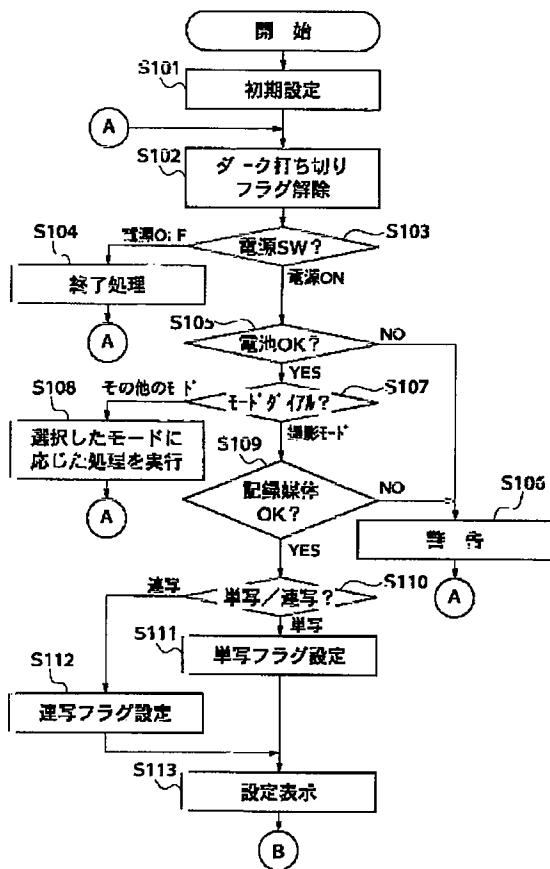 開 始
S101
初期設定
A
S102
ダーク打ち切り
フラグ解除
S103
電源SW?
S104
電源OFF
終了処理
A
電源ON
S105
電池OK?
NO
YES
S107
モードダイアル?
その他のモード
S108
選択したモードに
応じた処理を実行
A
撮影モード
S109
記録媒体
OK?
NO
YES
S106
警 告
A
S110
単写/連写?
連写
単写
S111
単写フラグ設定
S112
連写フラグ設定
S113
設定表示
B